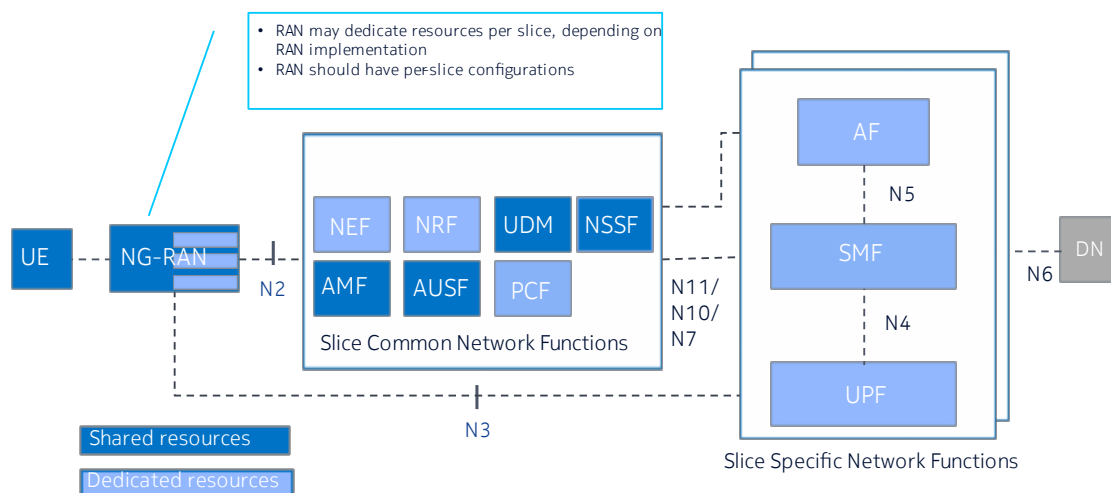 • RAN may dedicate resources per slice, depending on
RAN implementation
• RAN should have per-slice configurations
AF
N5
NEF
NRF
UDM
NSSF
UE
NG-RAN
SMF
DN
N2
AMF
AUSF
PCF
N11/
N10/
N7
N6
N4
Slice Common Network Functions
UPF
N3
Shared resources
Slice Specific Network Functions
Dedicated resources